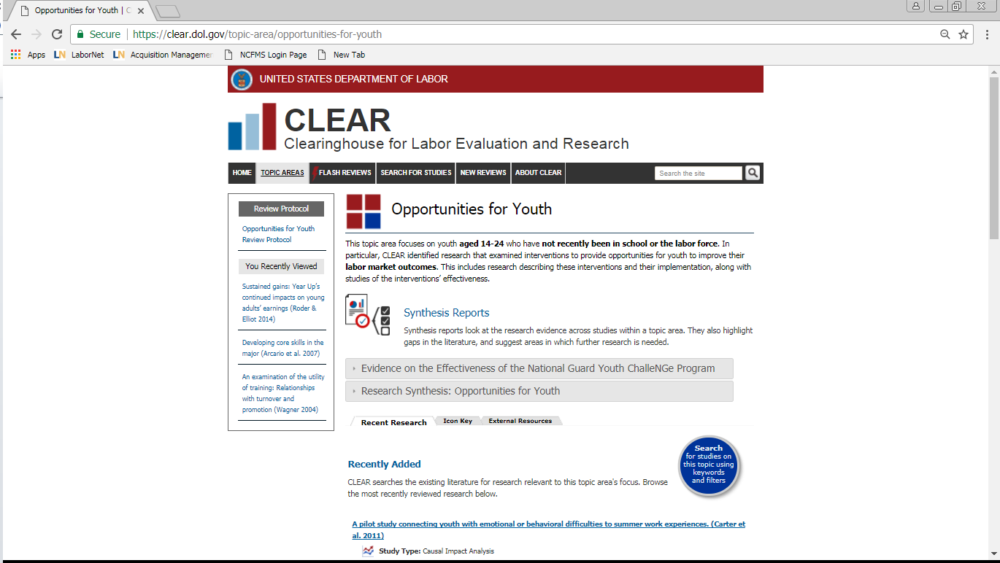 Opportunities for Youth | C
Secure
https://clear.dol.gov/topic-area/opportunities-for-youth
Apps
LN LaborNet
LN Acquisition Managemen
NCFMS Login Page
New Tab
UNITED STATES DEPARTMENT OF LABOR
CLEAR
Clearinghouse for Labor Evaluation and Research
HOME
TOPIC AREAS
FLASH REVIEWS
SEARCH FOR STUDIES
NEW REVIEWS
ABOUT CLEAR
Search the site
Review Protocol
Opportunities for Youth
Review Protocol
You Recently Viewed
Sustained gains: Year Up's
continued impacts on young
adults' earnings (Roder &
Elliot 2014)
Developing core skills in the
major (Arcario et al. 2007)
An examination of the utility
of training: Relationships
with turnover and
promotion (Wagner 2004)
Opportunities for Youth
This topic area focuses on youth aged 14-24 who have not recently been in school or the labor force. In
particular, CLEAR identified research that examined interventions to provide opportunities for youth to improve their
labor market outcomes. This includes research describing these interventions and their implementation, along with
studies of the interventions' effectiveness.
Synthesis Reports
Synthesis reports look at the research evidence across studies within a topic area. They also highlight
gaps in the literature, and suggest areas in which further research is needed.
Evidence on the Effectiveness of the National Guard Youth ChalleNGe Program
Research Synthesis: Opportunities for Youth
Recent Research
Icon Key
External Resources
Recently Added
CLEAR searches the existing literature for research relevant to this topic area's focus. Browse
the most recently reviewed research below.
Search
for studies on
this topic using
keywords
and filters
A pilot study connecting youth with emotional or behavioral difficulties to summer work experiences. (Carter et
al. 2011)
Study Type: Causal Impact Analysis